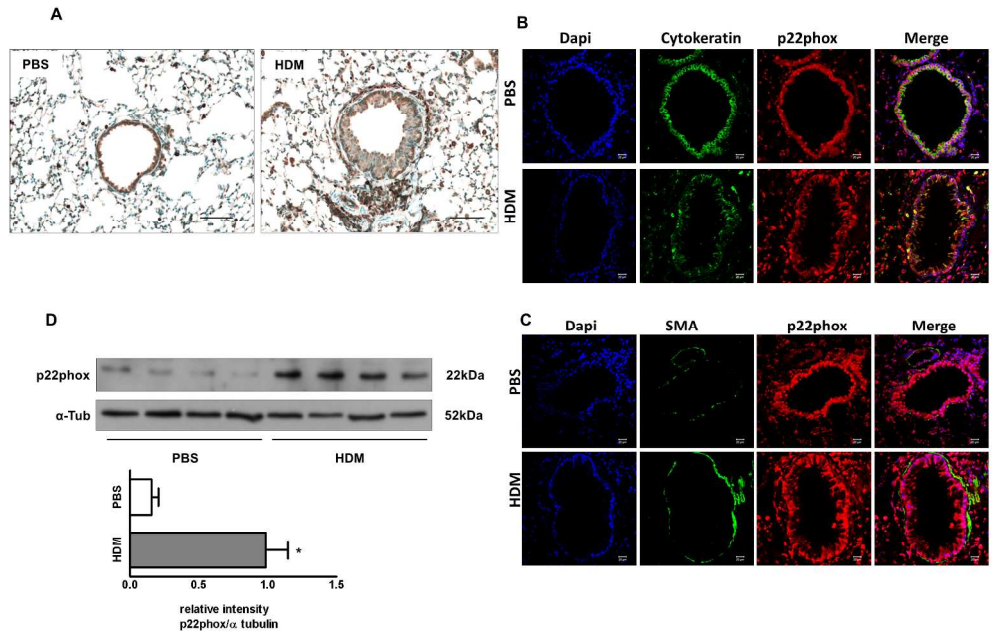 A
PBS
HDM
B
Dapi Cytokeratin p22phox Merge
PBS
HDM
C
Dapi SMA p22phox Merge
PBS
HDM
D
p22phox 22kDa
α-Tub 52kDa
PBS HDM
PBS
HDM
*
0.0 0.5 1.0 1.5
relative intensity
p22phox/α tubulin